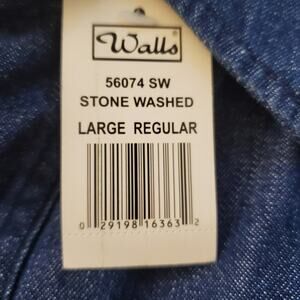 Walls
56074 SW
STONE WASHED
LARGE REGULAR
0 29198 16363 2